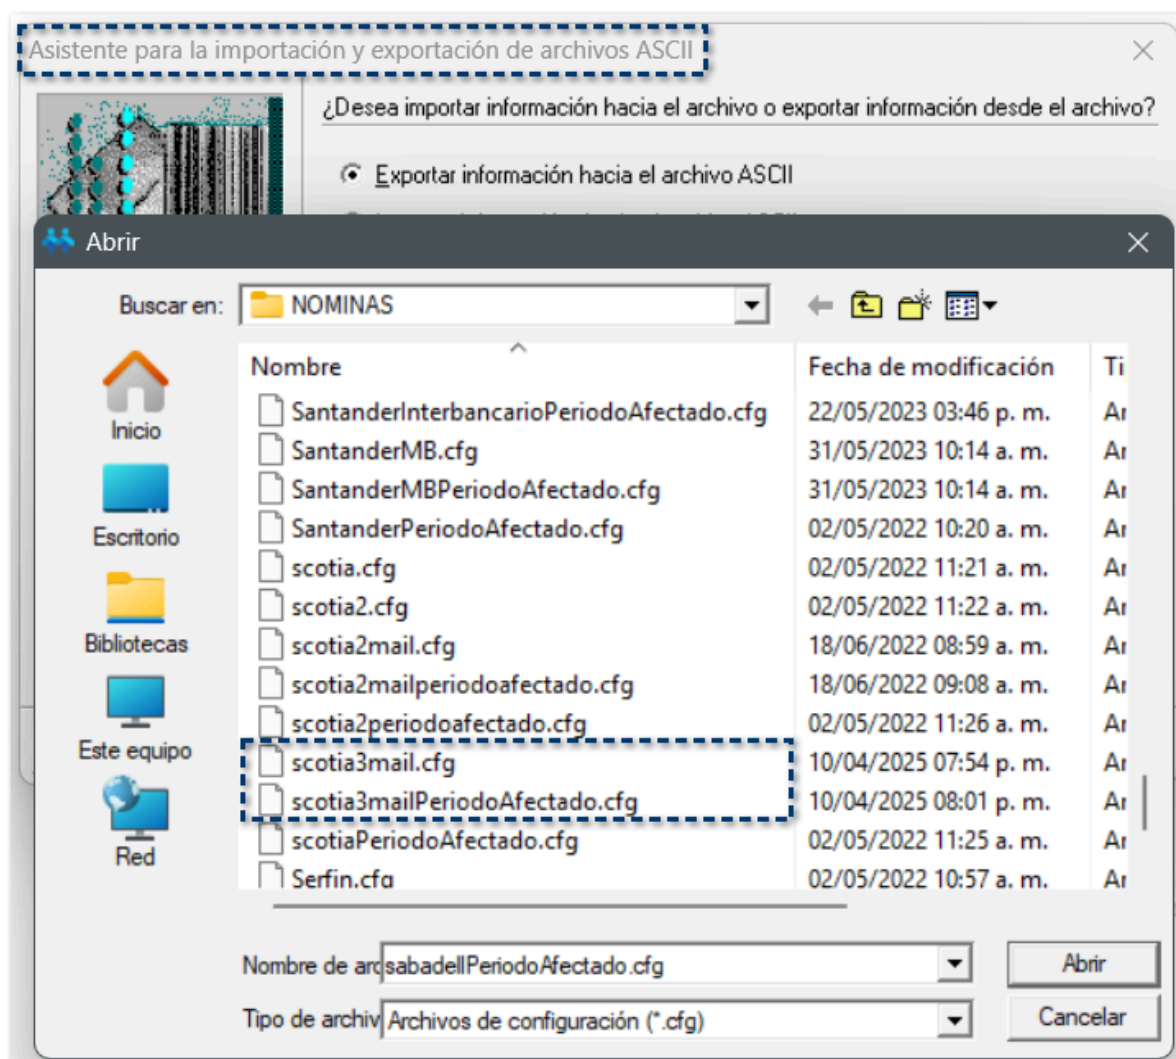 Asistente para la importación y exportación de archivos ASCII
¿Desea importar información hacia el archivo o exportar información desde el archivo?
Exportar información hacia el archivo ASCII
Abrir
Buscar en: NOMINAS
Inicio
Escritorio
Bibliotecas
Este equipo
Red
Nombre Fecha de modificación Ti
SantanderInterbancarioPeriodoAfectado.cfg 22/05/2023 03:46 p. m. Ar
SantanderMB.cfg 31/05/2023 10:14 a. m. Ar
SantanderMBPeriodoAfectado.cfg 31/05/2023 10:14 a. m. Ar
SantanderPeriodoAfectado.cfg 02/05/2022 10:20 a. m. Ar
scotia.cfg 02/05/2022 11:21 a. m. Ar
scotia2.cfg 02/05/2022 11:22 a. m. Ar
scotia2mail.cfg 18/06/2022 08:59 a. m. Ar
scotia2mailperiodoafectado.cfg 18/06/2022 09:08 a. m. Ar
scotia2periodoafectado.cfg 02/05/2022 11:26 a. m. Ar
scotia3mail.cfg 10/04/2025 07:54 p. m. Ar
scotia3mailPeriodoAfectado.cfg 10/04/2025 08:01 p. m. Ar
scotiaPeriodoAfectado.cfg 02/05/2022 11:25 a. m. Ar
Serfin.cfg 02/05/2022 10:57 a. m. Ar
Nombre de arc sabadellPeriodoAfectado.cfg Abrir
Tipo de archiv Archivos de configuración (*.cfg) Cancelar